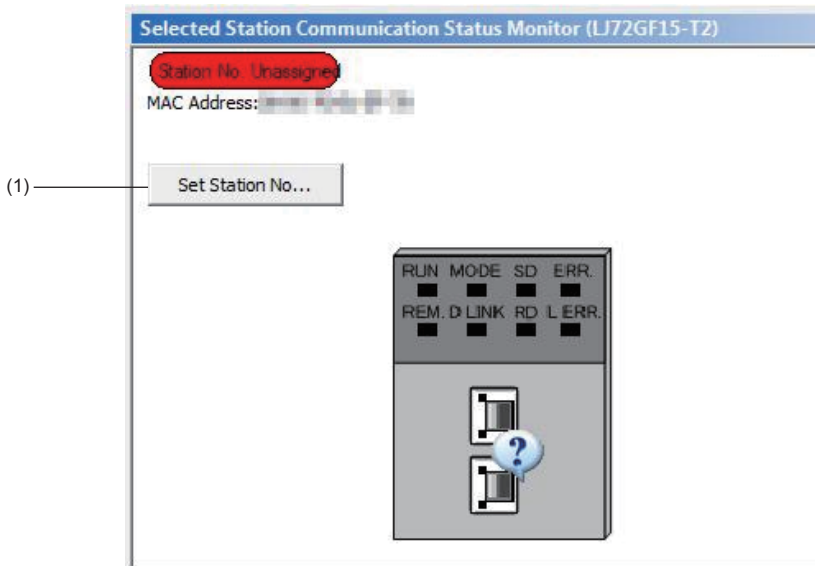 Selected Station Communication Status Monitor (LJ72GF15-T2)
Station No. Unassigned
MAC Address:
(1)
Set Station No...
RUN MODE SD ERR.
REM. D LINK RD L ERR.
?